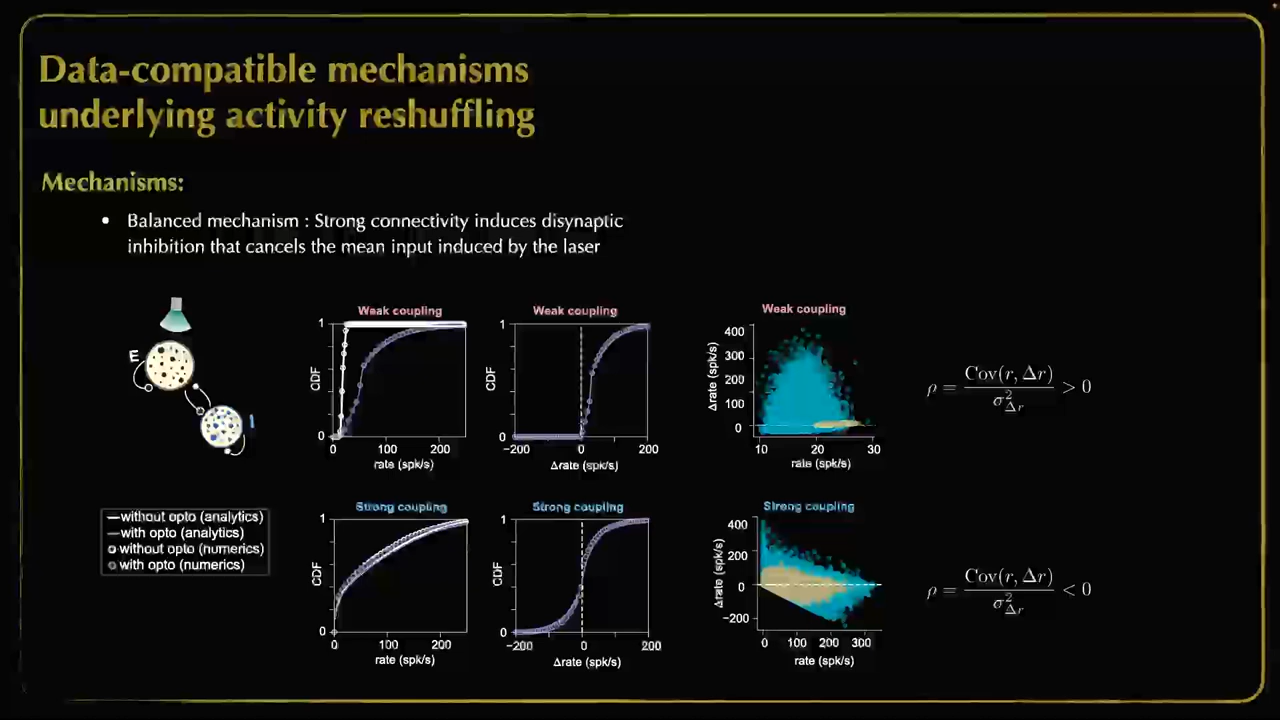 Data-compatible mechanisms
underlying activity reshuffling
Mechanisms:
• Balanced mechanism : Strong connectivity induces disynaptic
inhibition that cancels the mean input induced by the laser
E
I
without opto (analytics)
with opto (analytics)
without opto (numerics)
with opto (numerics)
Weak coupling
1
CDF
0
0 100 200
rate (spk/s)
Weak coupling
1
CDF
0
−200 0 200
Δrate (spk/s)
Weak coupling
400
300
200
100
0
Δrate (spk/s)
10 20 30
rate (spk/s)
ρ = Cov(r, Δr) / σ²_Δr > 0
Strong coupling
1
CDF
0
0 100 200
rate (spk/s)
Strong coupling
1
CDF
0
−200 0 200
Δrate (spk/s)
Strong coupling
400
200
0
−200
Δrate (spk/s)
0 100 200 300
rate (spk/s)
ρ = Cov(r, Δr) / σ²_Δr < 0